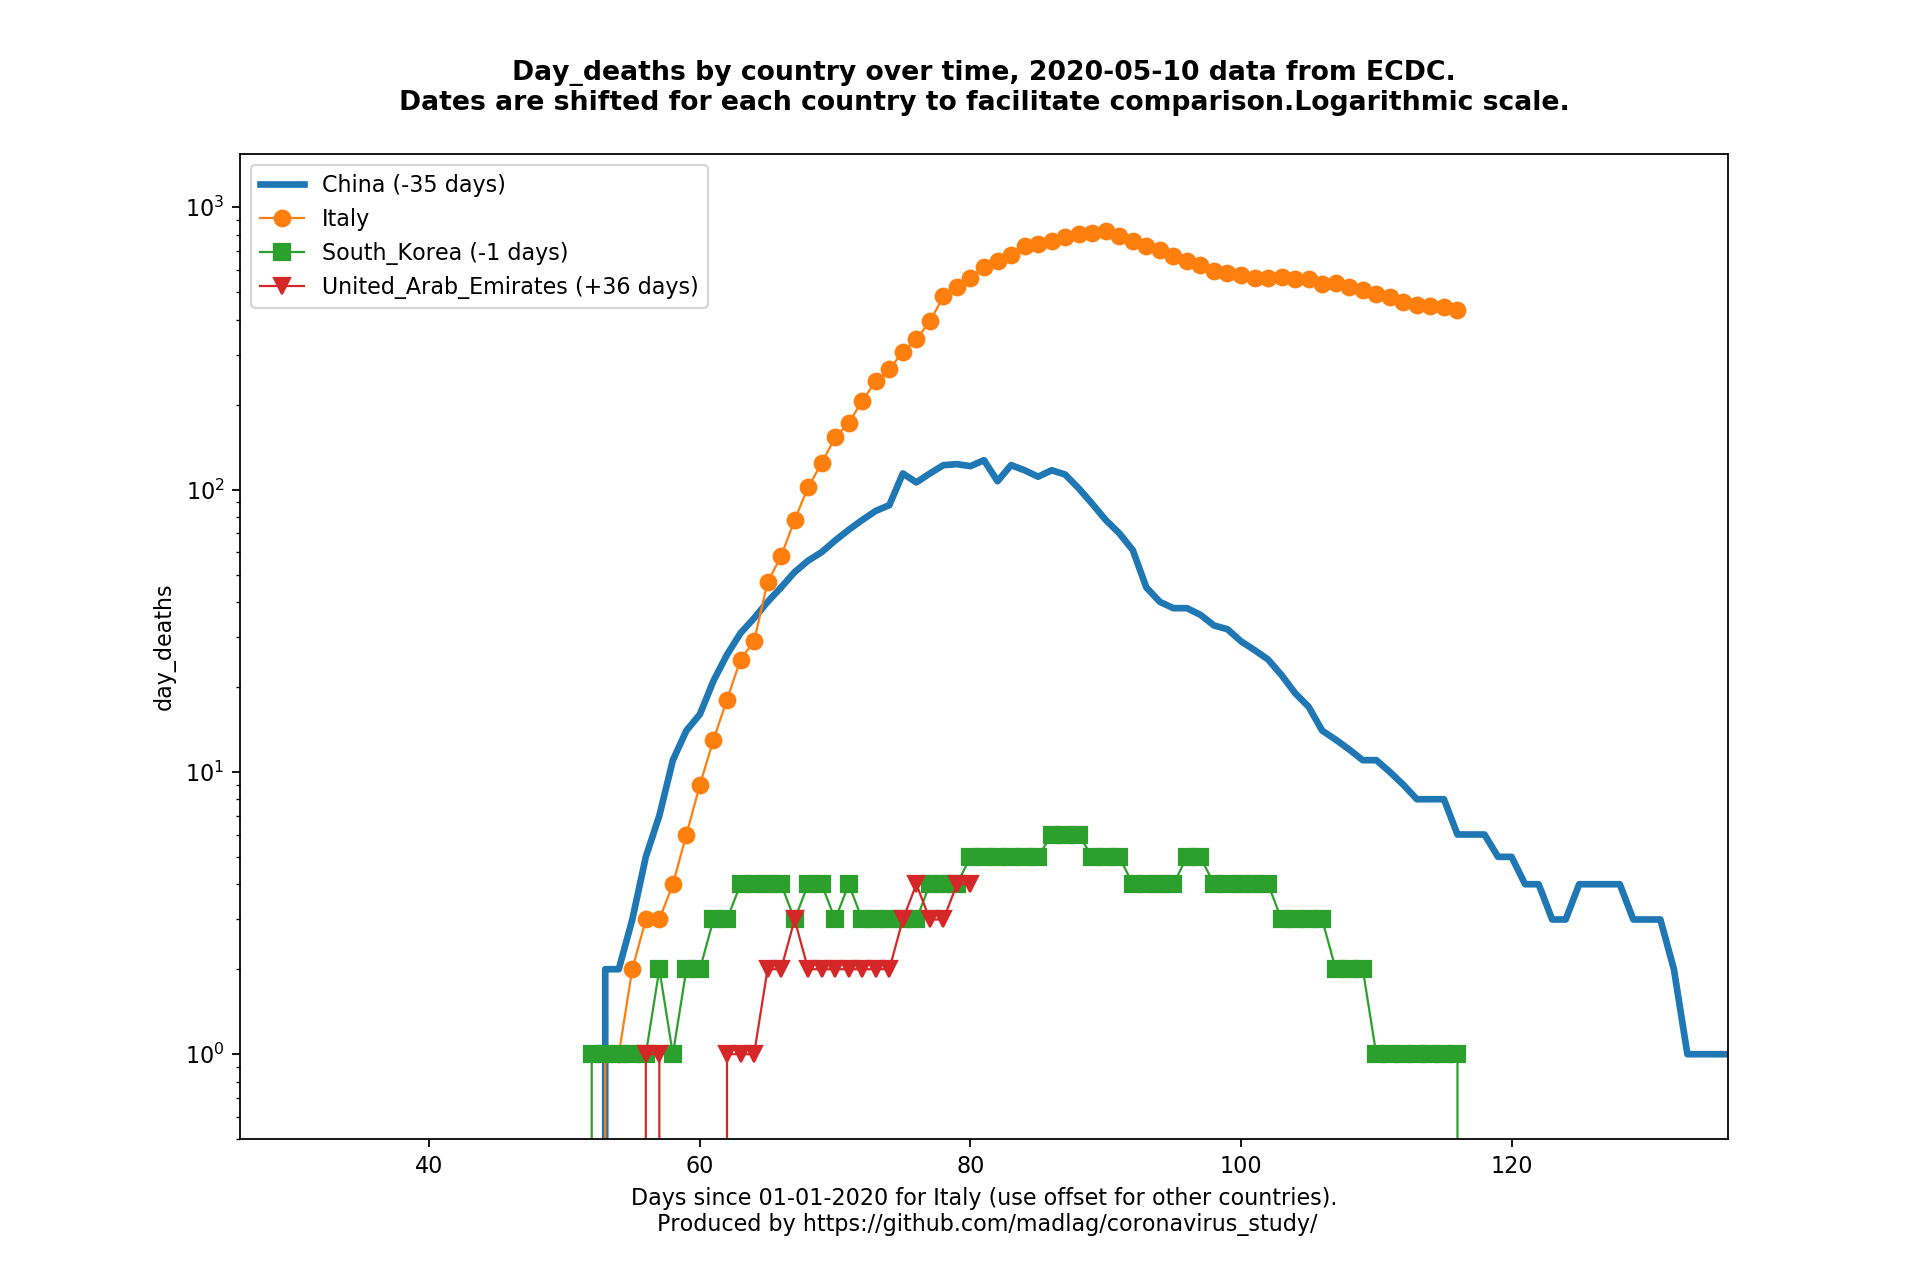 Day_deaths by country over time, 2020-05-10 data from ECDC.
Dates are shifted for each country to facilitate comparison.Logarithmic scale.
China (-35 days)
Italy
South_Korea (-1 days)
United_Arab_Emirates (+36 days)
10³
10²
10¹
10⁰
day_deaths
40 60 80 100 120
Days since 01-01-2020 for Italy (use offset for other countries).
Produced by https://github.com/madlag/coronavirus_study/